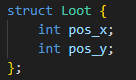 struct Loot {
    int pos_x;
    int pos_y;
};